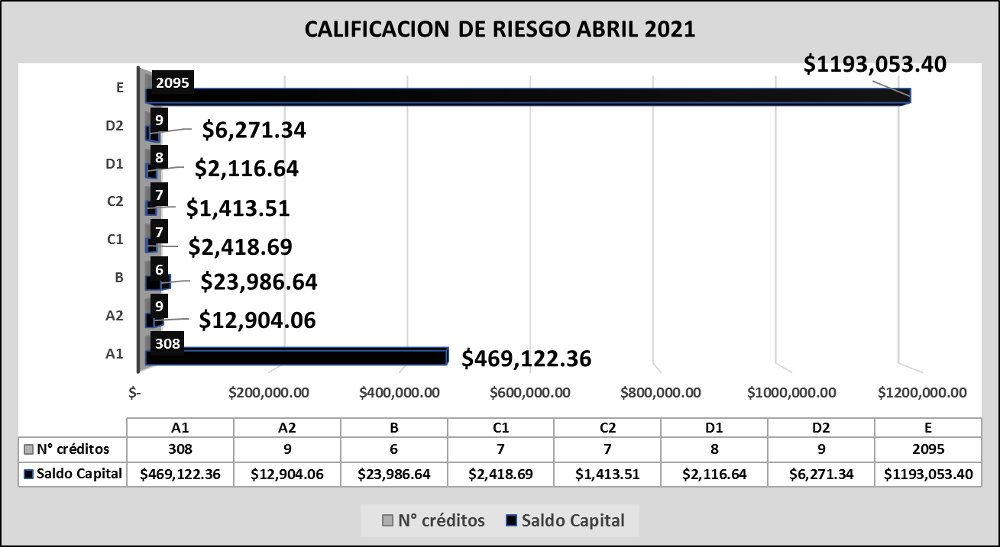 CALIFICACION DE RIESGO ABRIL 2021
$1193,053.40
E 2095
D2 9 $6,271.34
D1 8 $2,116.64
C2 7 $1,413.51
C1 7 $2,418.69
B 6 $23,986.64
A2 9 $12,904.06
A1 308 $469,122.36
$- $200,000.00 $400,000.00 $600,000.00 $800,000.00 $1000,000.00 $1200,000.00
A1 A2 B C1 C2 D1 D2 E
N° créditos 308 9 6 7 7 8 9 2095
Saldo Capital $469,122.36 $12,904.06 $23,986.64 $2,418.69 $1,413.51 $2,116.64 $6,271.34 $1193,053.40
N° créditos Saldo Capital